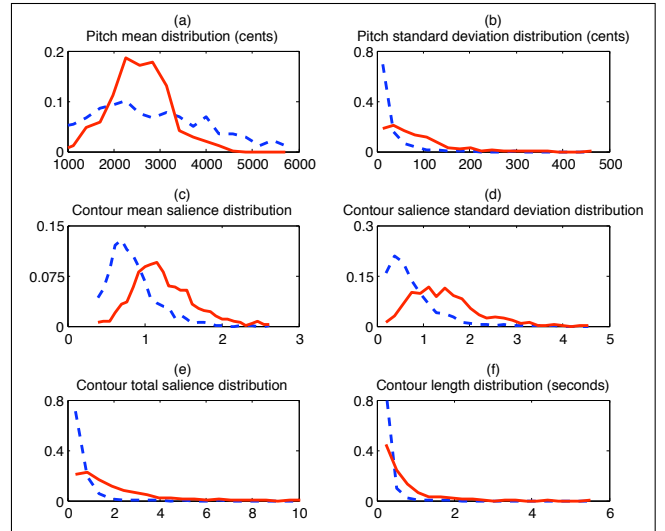 (a)
Pitch mean distribution (cents)
0.2
0.1
0
1000 2000 3000 4000 5000 6000
(b)
Pitch standard deviation distribution (cents)
0.8
0.4
0
0 100 200 300 400 500
(c)
Contour mean salience distribution
0.15
0.075
0
0 1 2 3
(d)
Contour salience standard deviation distribution
0.3
0.15
0
0 1 2 3 4 5
(e)
Contour total salience distribution
0.8
0.4
0
0 2 4 6 8 10
(f)
Contour length distribution (seconds)
0.8
0.4
0
0 2 4 6